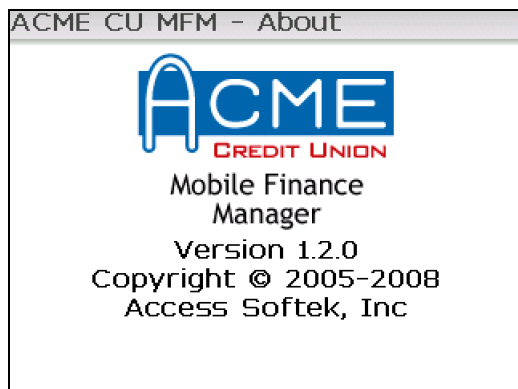 ACME CU MFM - About
ACME
CREDIT UNION
Mobile Finance
Manager
Version 1.2.0
Copyright © 2005-2008
Access Softek, Inc